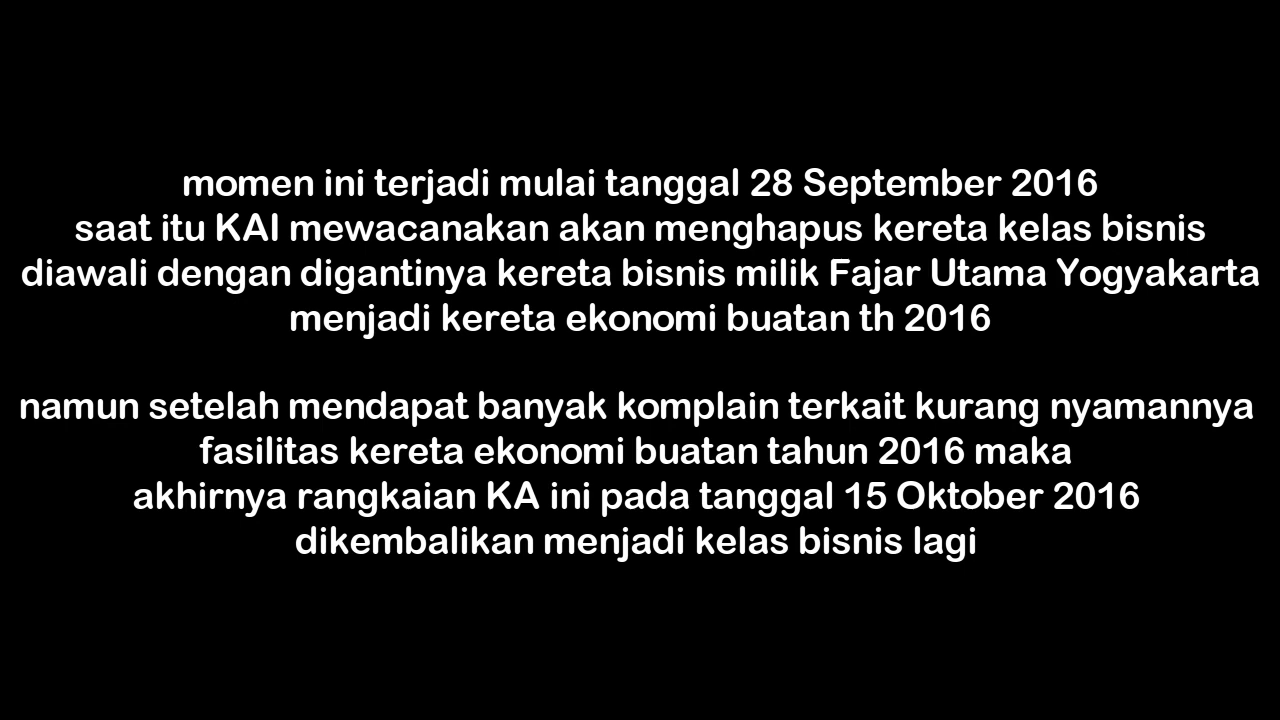 momen ini terjadi mulai tanggal 28 September 2016
saat itu KAI mewacanakan akan menghapus kereta kelas bisnis
diawali dengan digantinya kereta bisnis milik Fajar Utama Yogyakarta
menjadi kereta ekonomi buatan th 2016
namun setelah mendapat banyak komplain terkait kurang nyamannya
fasilitas kereta ekonomi buatan tahun 2016 maka
akhirnya rangkaian KA ini pada tanggal 15 Oktober 2016
dikembalikan menjadi kelas bisnis lagi